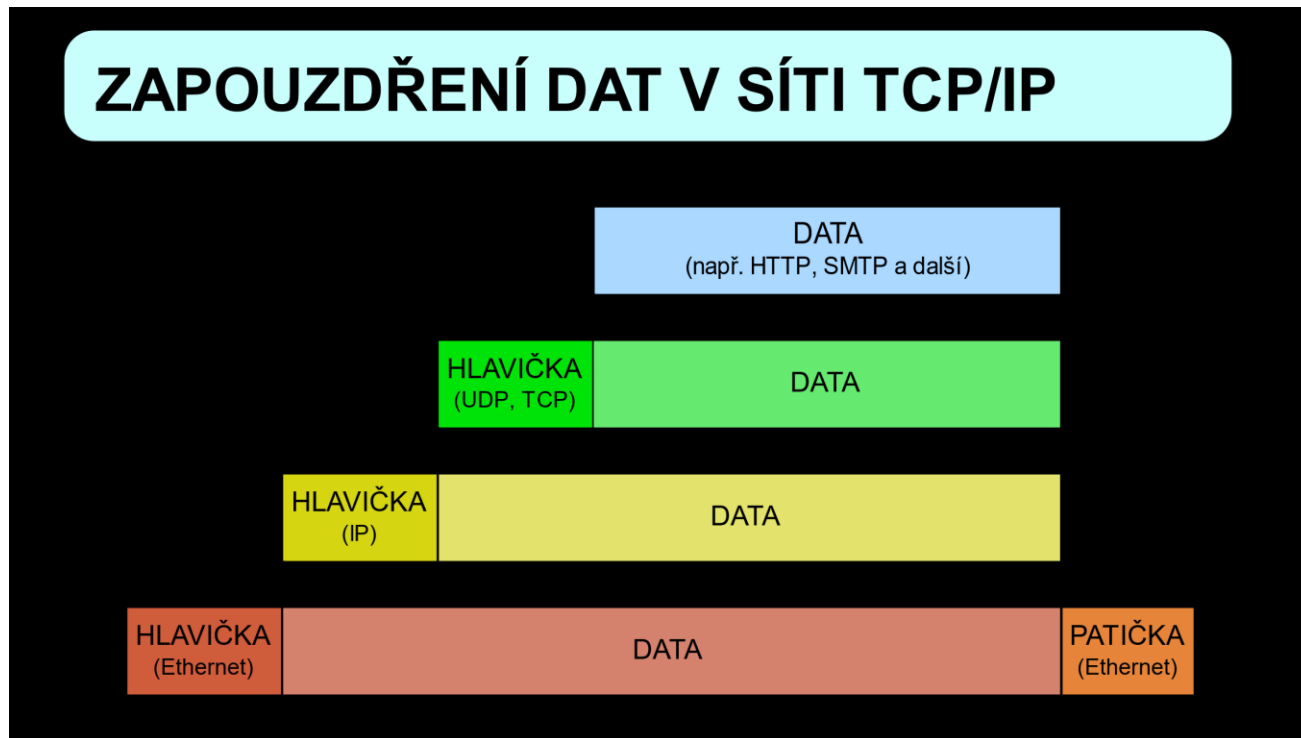 ZAPOUZDŘENÍ DAT V SÍTI TCP/IP
DATA
(např. HTTP, SMTP a další)
HLAVIČKA
(UDP, TCP)
DATA
HLAVIČKA
(IP)
DATA
HLAVIČKA
(Ethernet)
DATA
PATIČKA
(Ethernet)